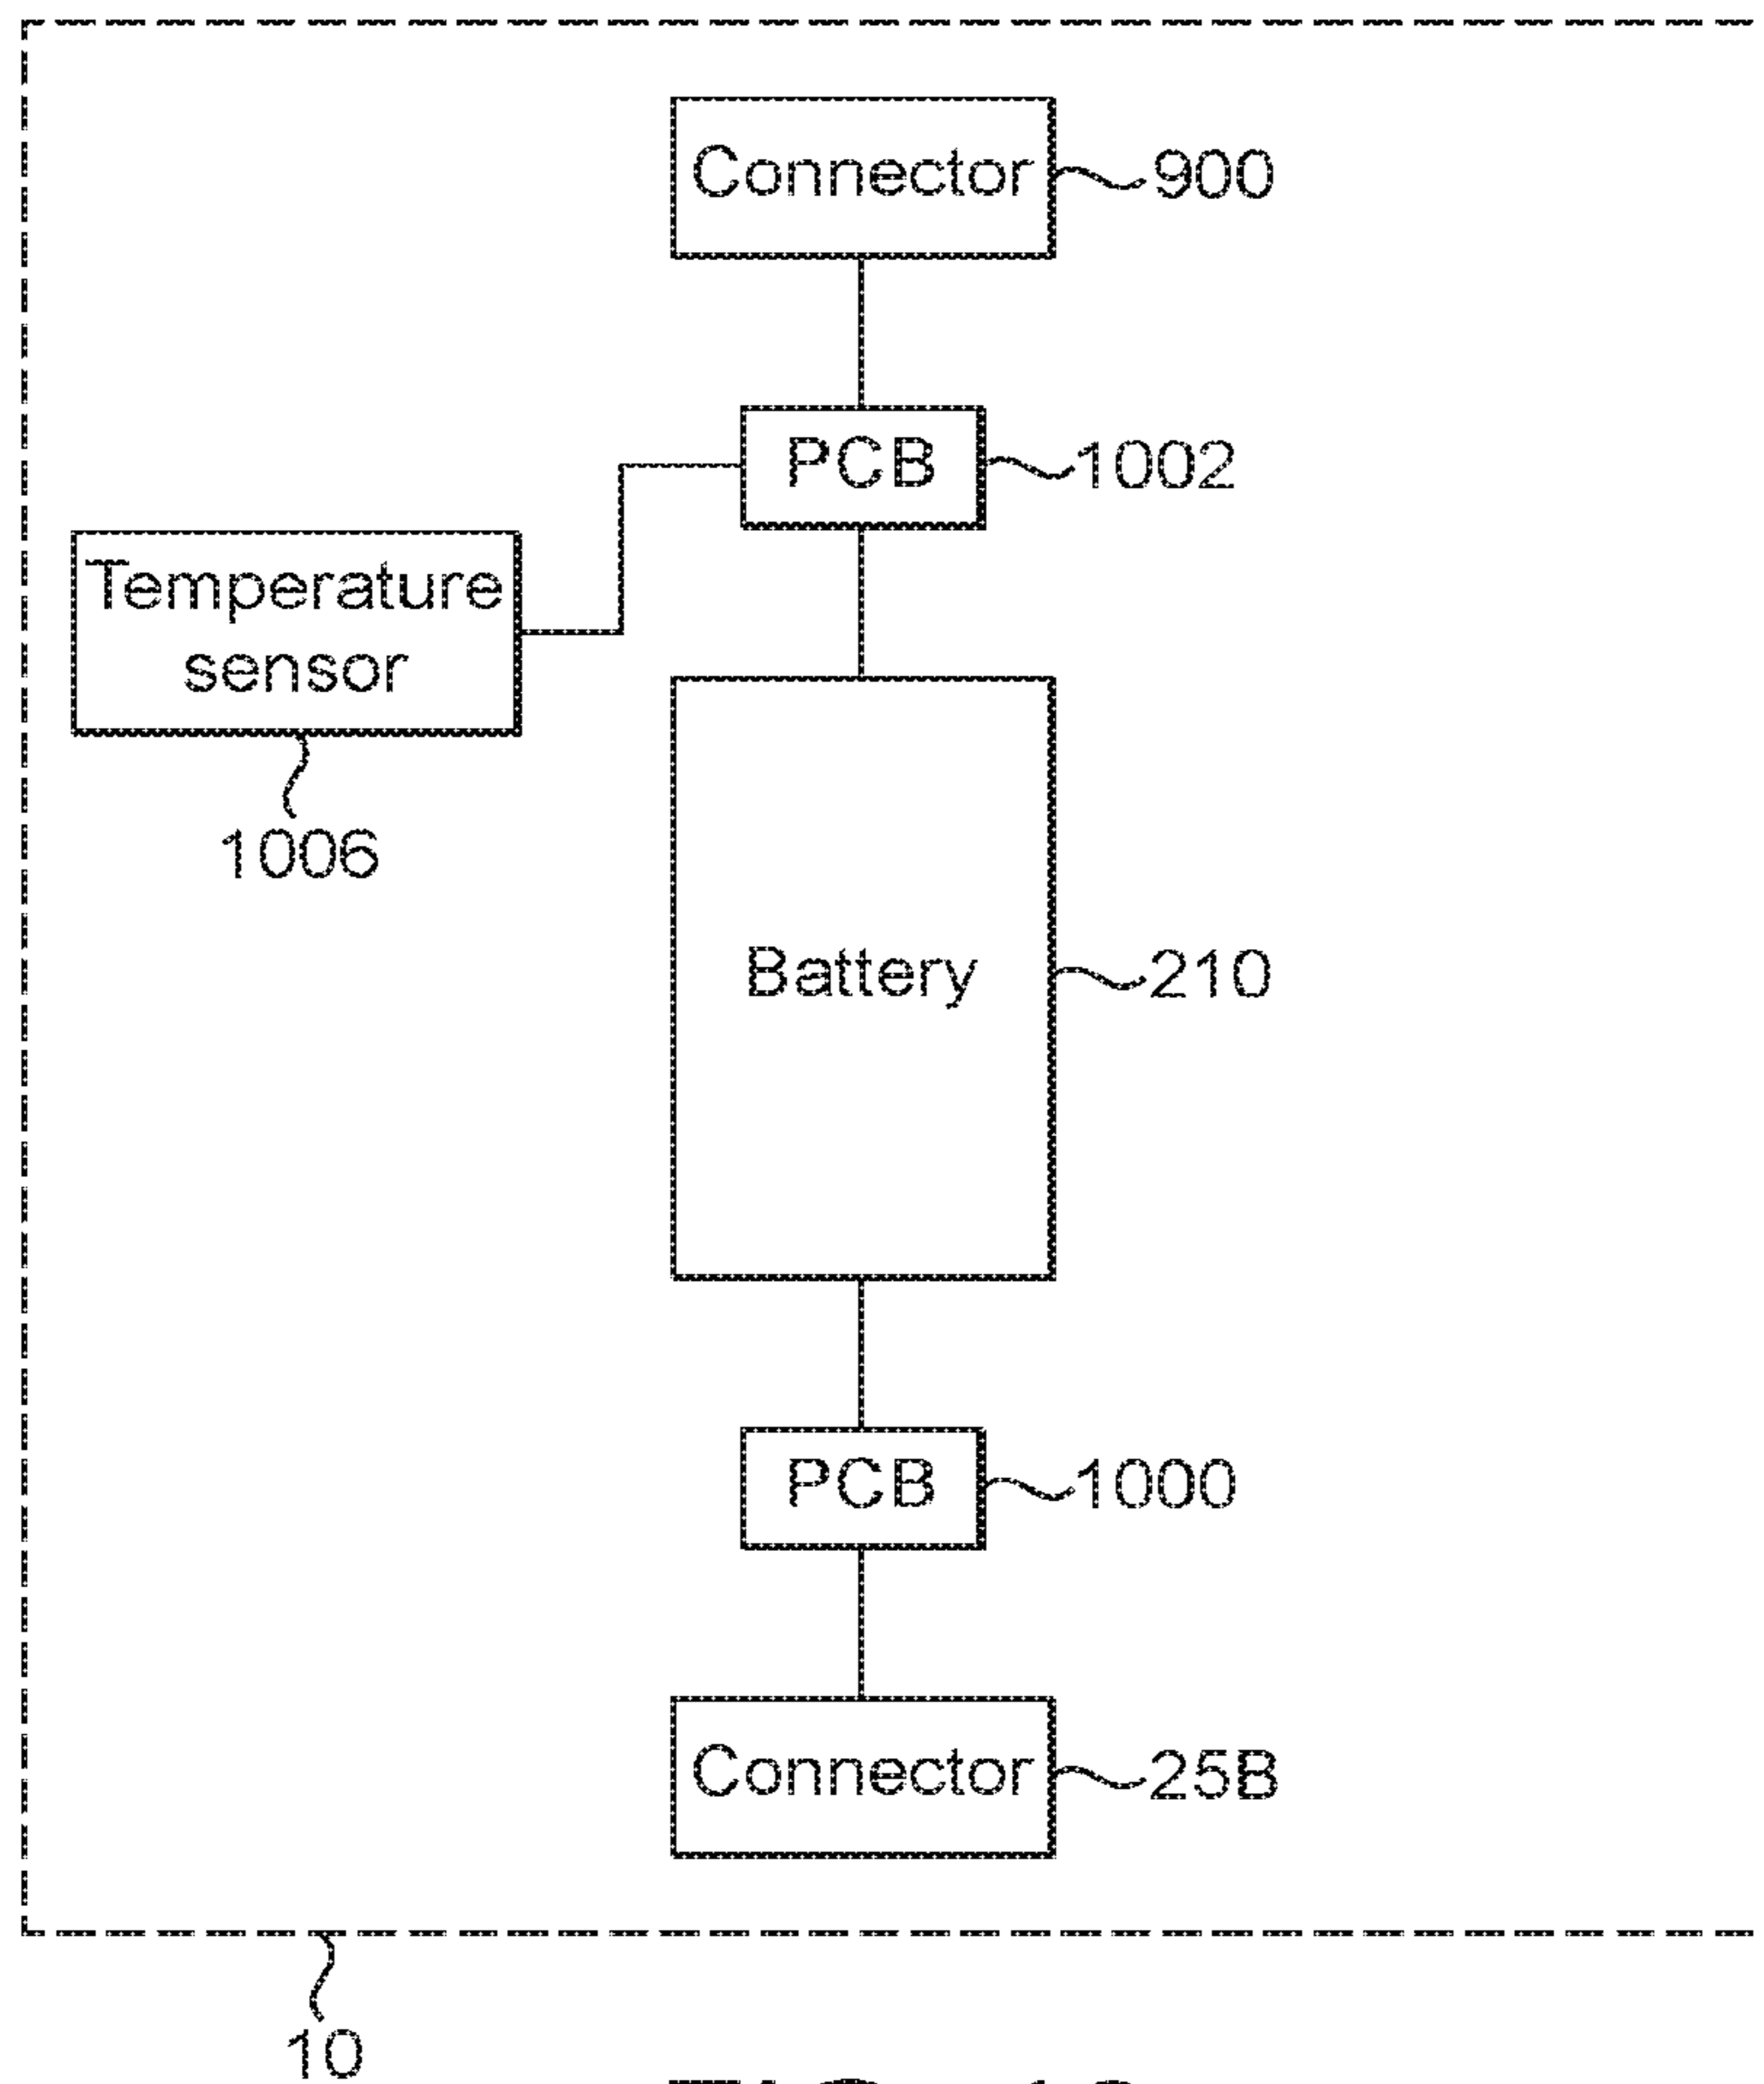 Connector 900
PCB 1002
Temperature
sensor
1006
Battery 210
PCB 1000
Connector 25B
10